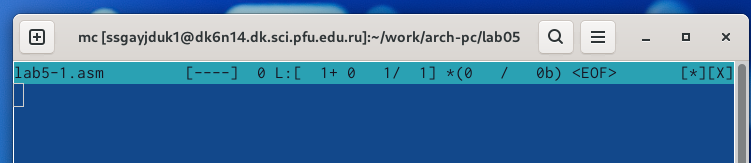 mc [ssgayjduk1@dk6n14.dk.sci.pfu.edu.ru]:~/work/arch-pc/lab05
lab5-1.asm [----] 0 L:[ 1+ 0 1/ 1] *(0 / 0b) <EOF> [*][X]